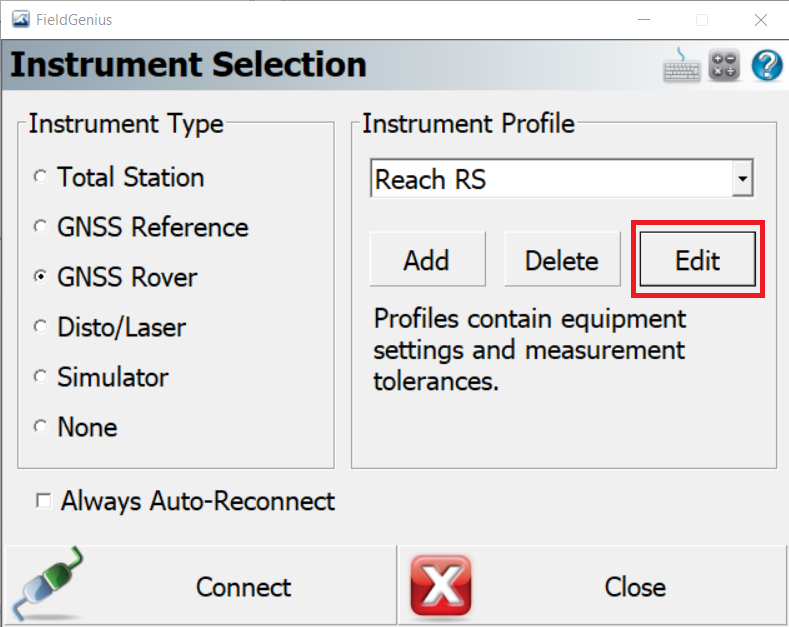 FieldGenius
Instrument Selection
Instrument Type
Total Station
GNSS Reference
GNSS Rover
Disto/Laser
Simulator
None
Instrument Profile
Reach RS
Add
Delete
Edit
Profiles contain equipment
settings and measurement
tolerances.
Always Auto-Reconnect
Connect
Close